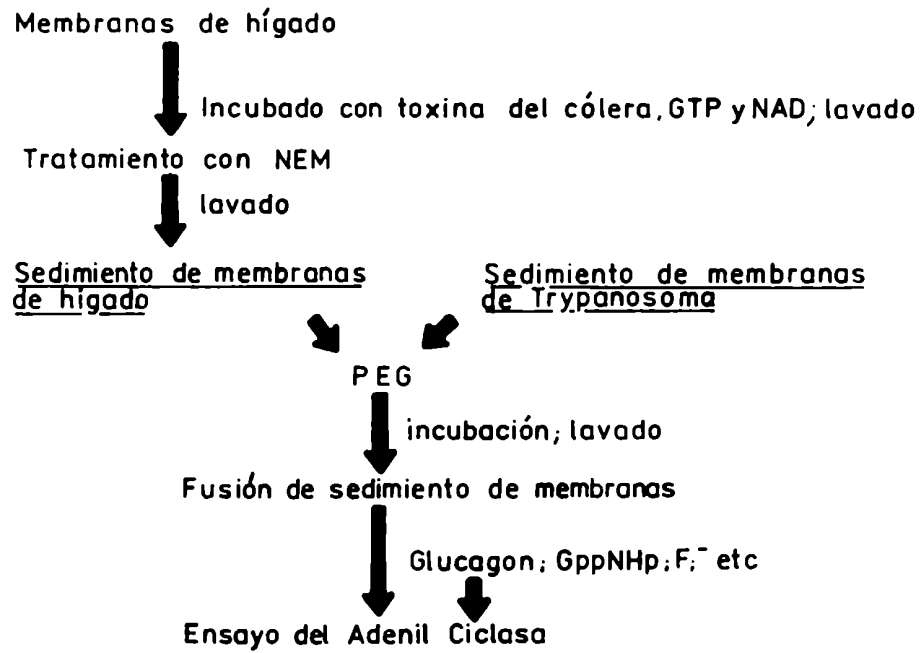 Membranas de hígado
Incubado con toxina del cólera, GTP y NAD; lavado
Tratamiento con NEM
lavado
Sedimiento de membranas
de hígado
Sedimiento de membranas
de Trypanosoma
PEG
incubación; lavado
Fusión de sedimiento de membranas
Glucagon; GppNHp; F;⁻ etc
Ensayo del Adenil Ciclasa